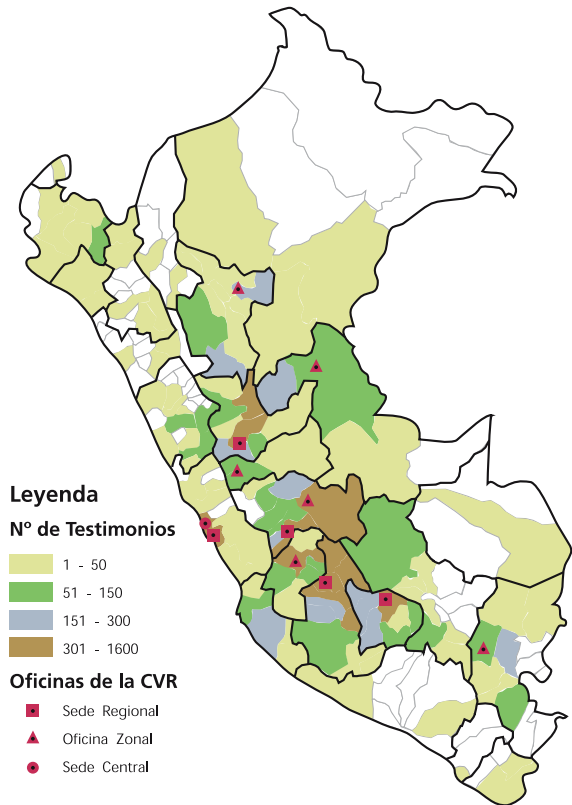 Leyenda
Nº de Testimonios
1 - 50
51 - 150
151 - 300
301 - 1600
Oficinas de la CVR
Sede Regional
Oficina Zonal
Sede Central